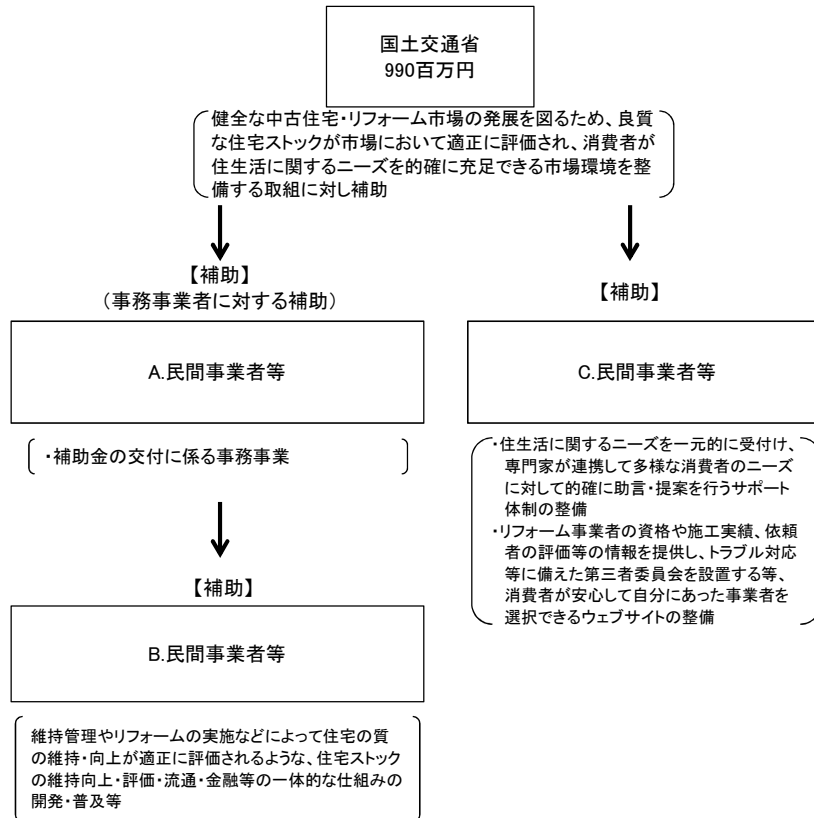 国土交通省
990百万円
健全な中古住宅・リフォーム市場の発展を図るため、良質
な住宅ストックが市場において適正に評価され、消費者が
住生活に関するニーズを的確に充足できる市場環境を整
備する取組に対し補助
【補助】
（事務事業者に対する補助）
A.民間事業者等
・補助金の交付に係る事務事業
【補助】
B.民間事業者等
維持管理やリフォームの実施などによって住宅の質
の維持・向上が適正に評価されるような、住宅ストック
の維持向上・評価・流通・金融等の一体的な仕組みの
開発・普及等
【補助】
C.民間事業者等
・住生活に関するニーズを一元的に受付け、
専門家が連携して多様な消費者のニーズ
に対して的確に助言・提案を行うサポート
体制の整備
・リフォーム事業者の資格や施工実績、依頼
者の評価等の情報を提供し、トラブル対応
等に備えた第三者委員会を設置する等、
消費者が安心して自分にあった事業者を
選択できるウェブサイトの整備